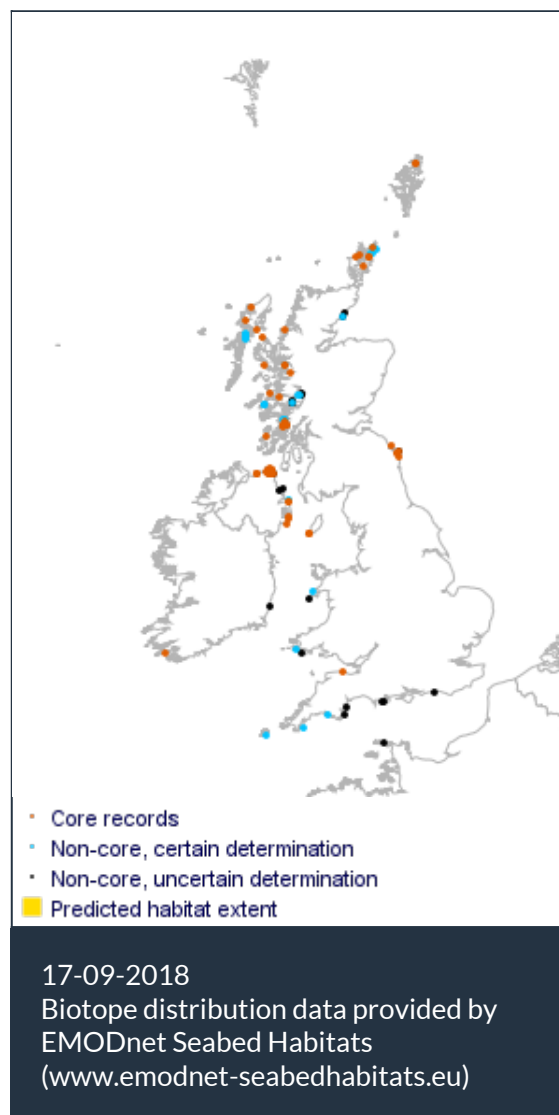 Core records
Non-core, certain determination
Non-core, uncertain determination
Predicted habitat extent
17-09-2018
Biotope distribution data provided by
EMODnet Seabed Habitats
(www.emodnet-seabedhabitats.eu)